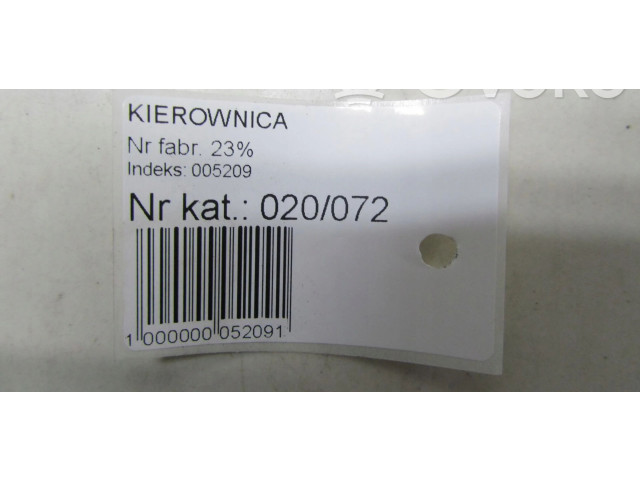 KIEROWNICA
Nr fabr. 23%
Indeks: 005209
Nr kat.: 020/072
1 000000 052091